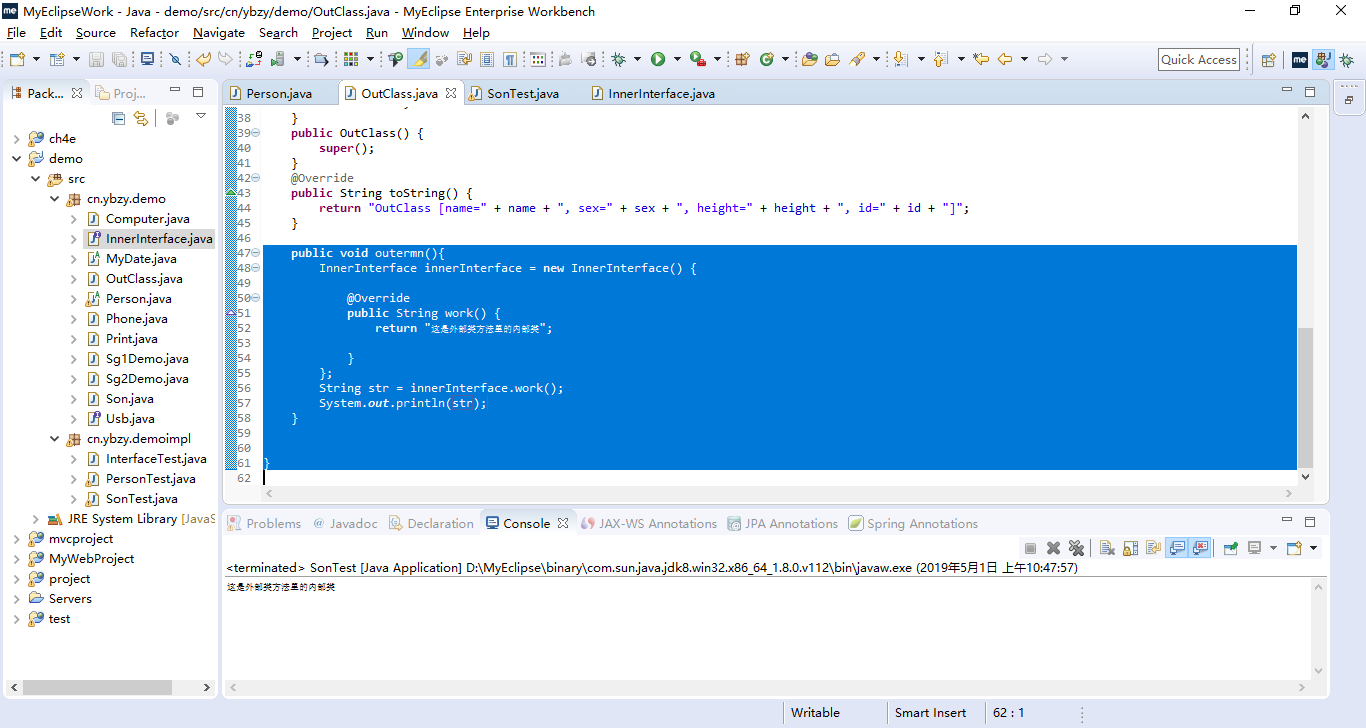 MyEclipseWork - Java - demo/src/cn/ybzy/demo/OutClass.java - MyEclipse Enterprise Workbench
File Edit Source Refactor Navigate Search Project Run Window Help
Quick Access
Pack... Proj...
ch4e
demo
src
cn.ybzy.demo
Computer.java
InnerInterface.java
MyDate.java
OutClass.java
Person.java
Phone.java
Print.java
Sg1Demo.java
Sg2Demo.java
Son.java
Usb.java
cn.ybzy.demoimpl
InterfaceTest.java
PersonTest.java
SonTest.java
JRE System Library [JavaS
mvcproject
MyWebProject
project
Servers
test
Person.java OutClass.java SonTest.java InnerInterface.java
38 }
39 public OutClass() {
40 super();
41 }
42 @Override
43 public String toString() {
44 return "OutClass [name=" + name + ", sex=" + sex + ", height=" + height + ", id=" + id + "]";
45 }
46
47 public void outermn(){
48 InnerInterface innerInterface = new InnerInterface() {
49
50 @Override
51 public String work() {
52 return "这是外部类方法里的内部类";
53
54 }
55 };
56 String str = innerInterface.work();
57 System.out.println(str);
58 }
59
60
61 }
62
Problems @ Javadoc Declaration Console JAX-WS Annotations JPA Annotations Spring Annotations
<terminated> SonTest [Java Application] D:\MyEclipse\binary\com.sun.java.jdk8.win32.x86_64_1.8.0.v112\bin\javaw.exe (2019年5月1日 上午10:47:57)
这是外部类方法里的内部类
Writable Smart Insert 62 : 1